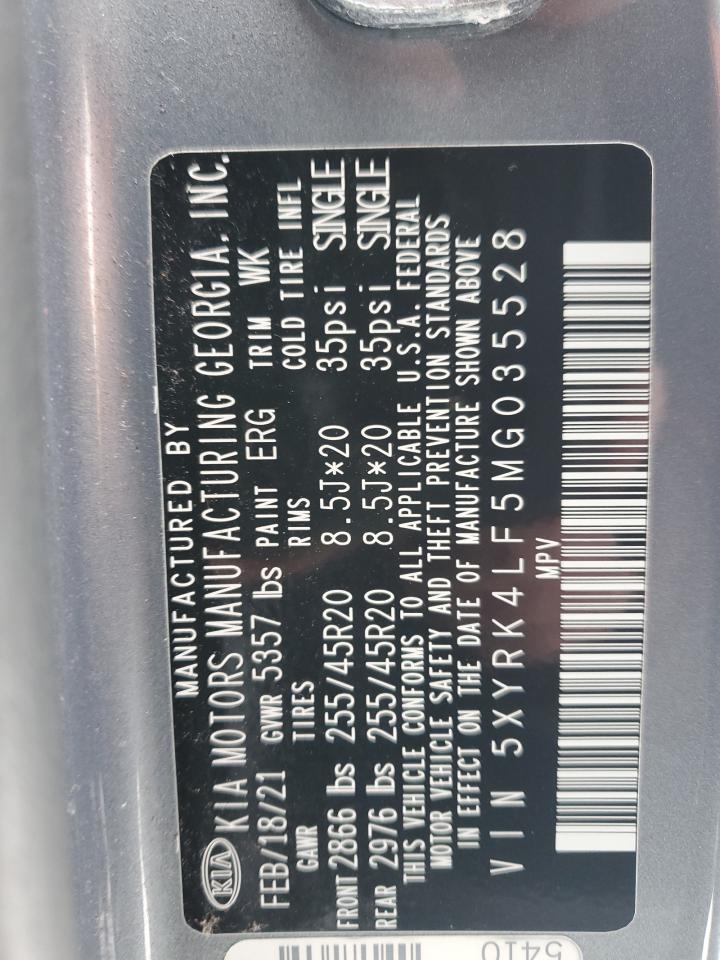 MANUFACTURED BY
KIA KIA MOTORS MANUFACTURING GEORGIA, INC.
FEB/18/21 GVWR 5357 lbs PAINT ERG TRIM WK
GAWR TIRES RIMS COLD TIRE INFL
FRONT 2866 lbs 255/45R20 8.5J*20 35psi SINGLE
REAR 2976 lbs 255/45R20 8.5J*20 35psi SINGLE
THIS VEHICLE CONFORMS TO ALL APPLICABLE U.S.A. FEDERAL
MOTOR VEHICLE SAFETY AND THEFT PREVENTION STANDARDS
IN EFFECT ON THE DATE OF MANUFACTURE SHOWN ABOVE
VIN 5XYRK4LF5MG035528
MPV
5410